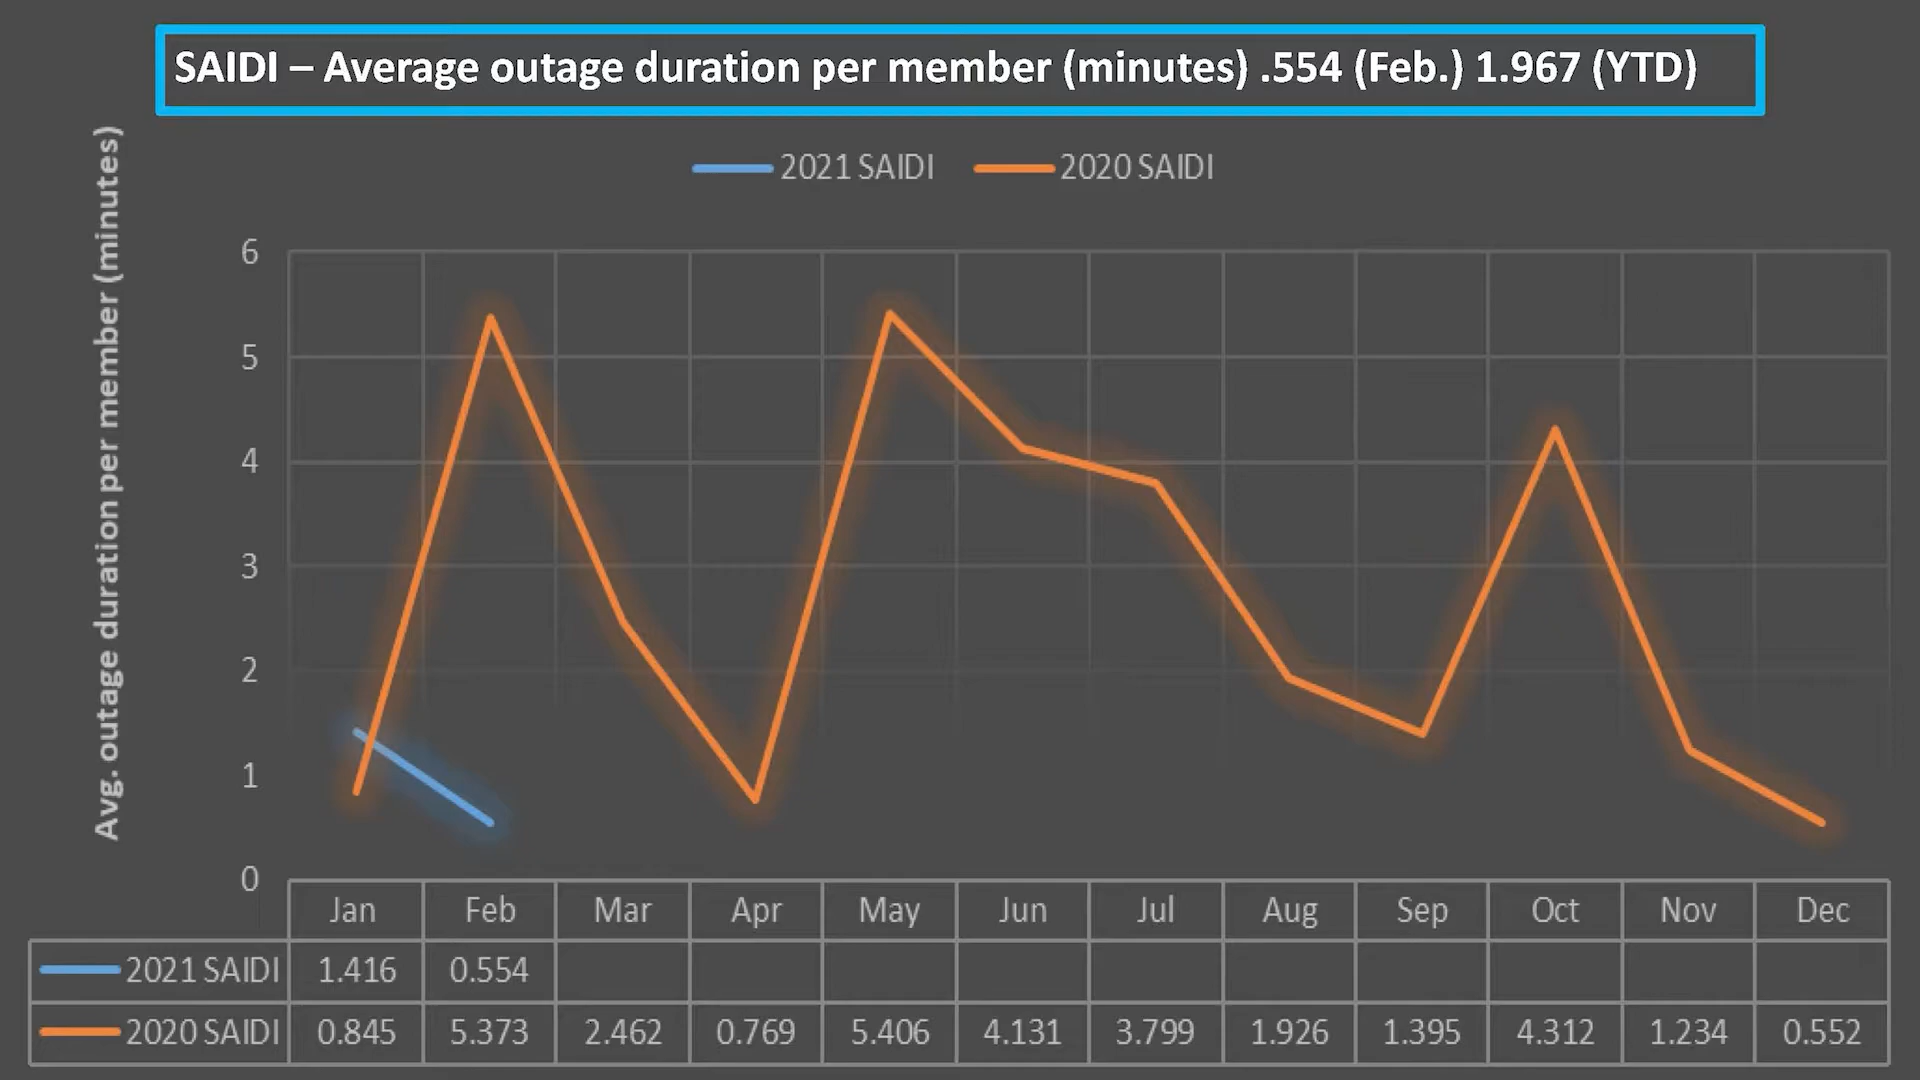 SAIDI – Average outage duration per member (minutes) .554 (Feb.) 1.967 (YTD)
2021 SAIDI 2020 SAIDI
Avg. outage duration per member (minutes)
6
5
4
3
2
1
0
Jan Feb Mar Apr May Jun Jul Aug Sep Oct Nov Dec
2021 SAIDI 1.416 0.554
2020 SAIDI 0.845 5.373 2.462 0.769 5.406 4.131 3.799 1.926 1.395 4.312 1.234 0.552